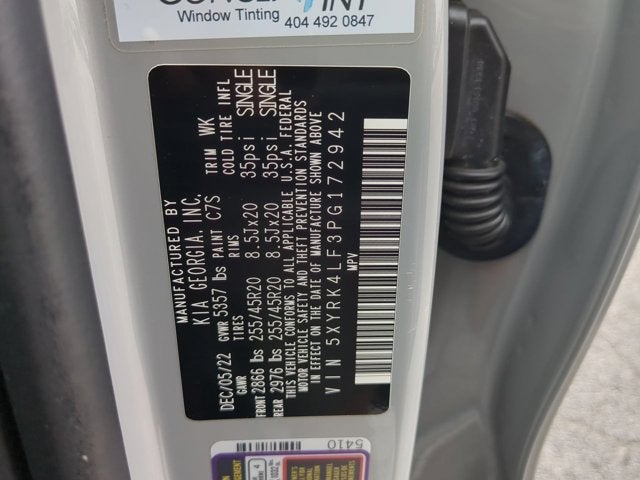 Window Tinting 404 492 0847
MANUFACTURED BY
KIA GEORGIA, INC.
DEC/05/22 GVWR 5357 lbs PAINT C7S TRIM WK
GAWR TIRES RIMS COLD TIRE INFL
FRONT 2866 lbs 255/45R20 8.5Jx20 35psi SINGLE
REAR 2976 lbs 255/45R20 8.5Jx20 35psi SINGLE
THIS VEHICLE CONFORMS TO ALL APPLICABLE U.S.A. FEDERAL
MOTOR VEHICLE SAFETY AND THEFT PREVENTION STANDARDS
IN EFFECT ON THE DATE OF MANUFACTURE SHOWN ABOVE
VIN 5XYRK4LF3PG172942
MPV
5410